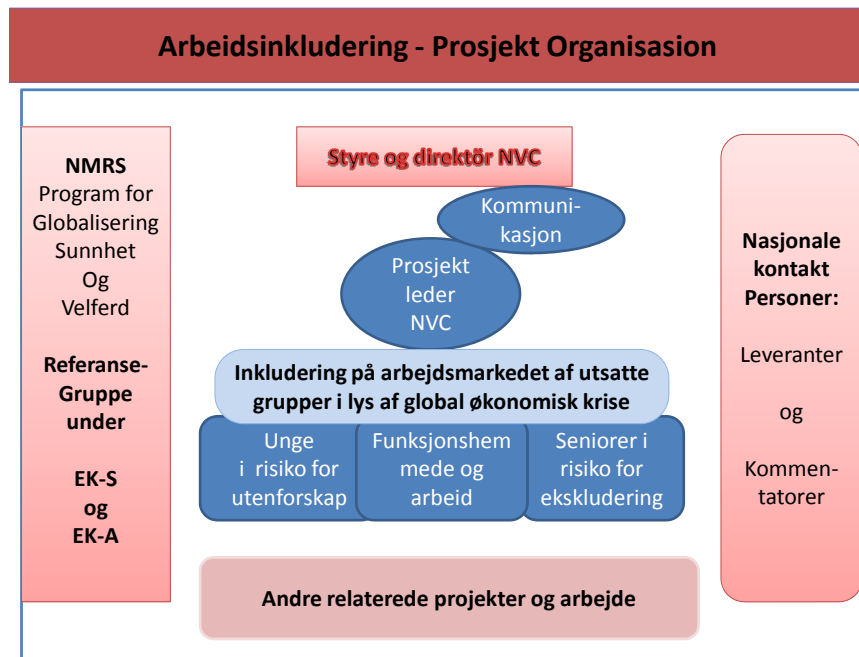 Arbeidsinkludering - Prosjekt Organisasion
NMRS
Program for
Globalisering
Sunnhet
Og
Velferd
Referanse-
Gruppe
under
EK-S
og
EK-A
Styre og direktör NVC
Kommuni-
kasjon
Prosjekt
leder
NVC
Inkludering på arbejdsmarkedet af utsatte
grupper i lys af global økonomisk krise
Unge
i risiko for
utenforskap
Funksjonshem
mede og
arbeid
Seniorer i
risiko for
ekskludering
Andre relaterede projekter og arbejde
Nasjonale
kontakt
Personer:
Leveranter
og
Kommen-
tatorer